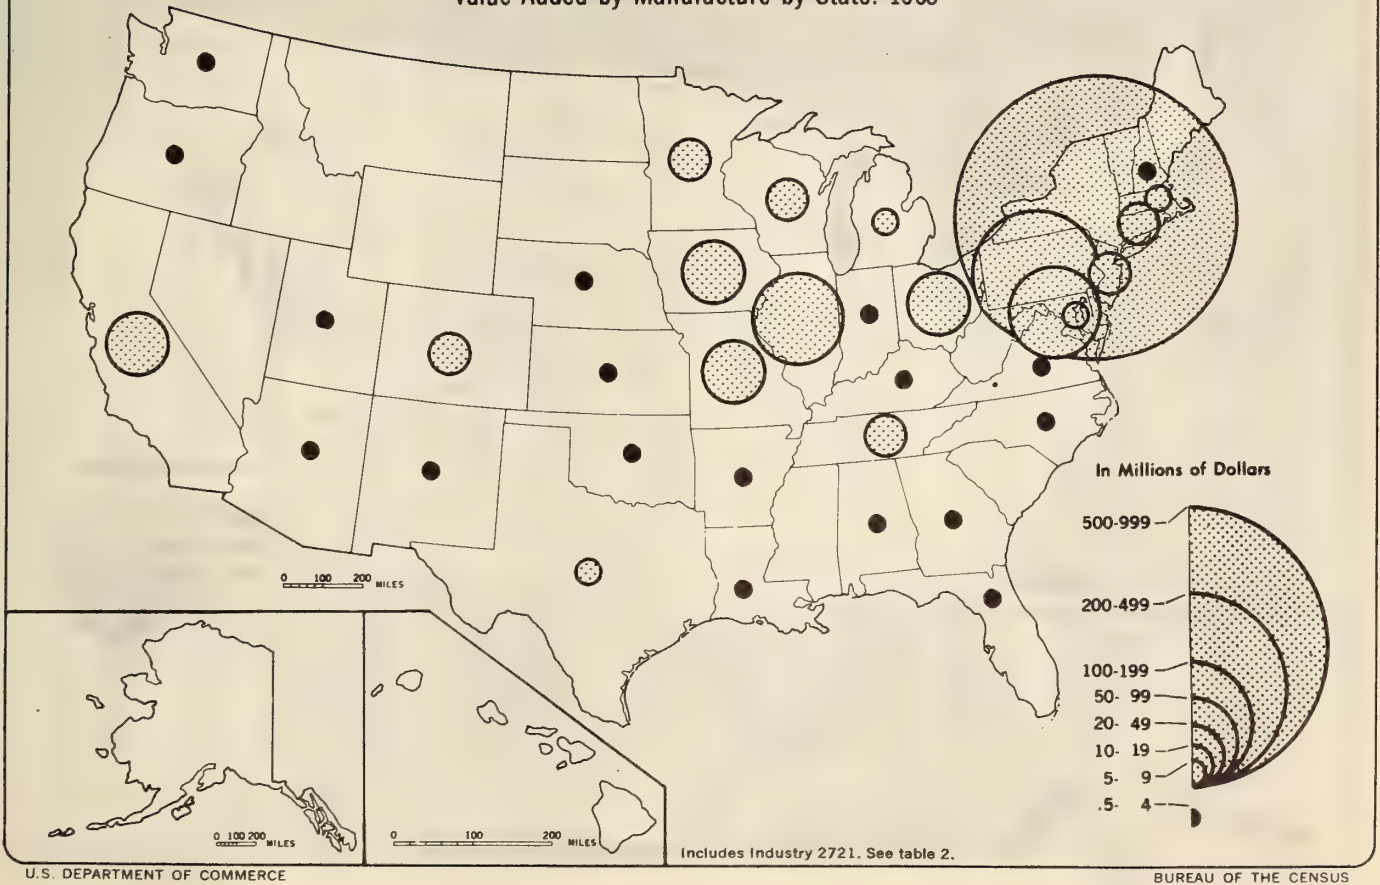 Value Added by Manufacture by State: 1963
In Millions of Dollars
500-999
200-499
100-199
50- 99
20- 49
10- 19
5- 9
.5- 4
0 100 200 MILES
0 100 200 MILES
0 100 200 MILES
Includes Industry 2721. See table 2.
U.S. DEPARTMENT OF COMMERCE
BUREAU OF THE CENSUS